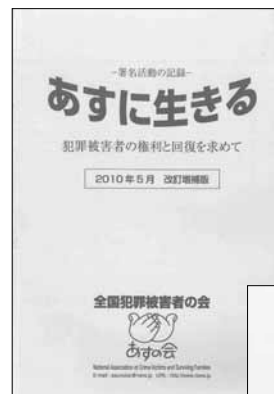 -署名活動の記録-
あすに生きる
犯罪被害者の権利と回復を求めて
2010年5月 改訂増補版
全国犯罪被害者の会
あすの会
National Association of Crime Victims and Surviving Families